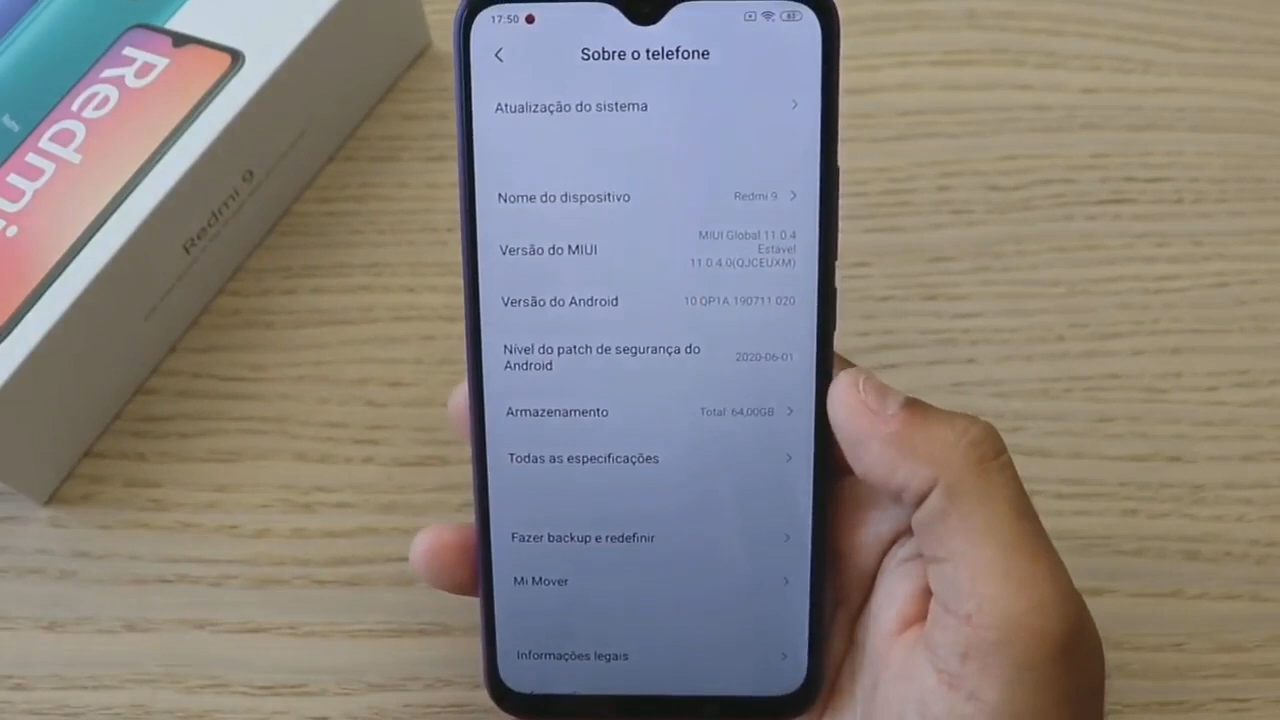 17:50
63
Sobre o telefone
Atualização do sistema
Nome do dispositivo
Redmi 9
Versão do MIUI
MIUI Global 11.0.4
Estável
11.0.4.0(QJCEUXM)
Versão do Android
10 QP1A.190711.020
Nível do patch de segurança do
Android
2020-06-01
Armazenamento
Total: 64,00GB
Todas as especificações
Fazer backup e redefinir
Mi Mover
Informações legais
Redmi
Redmi 9